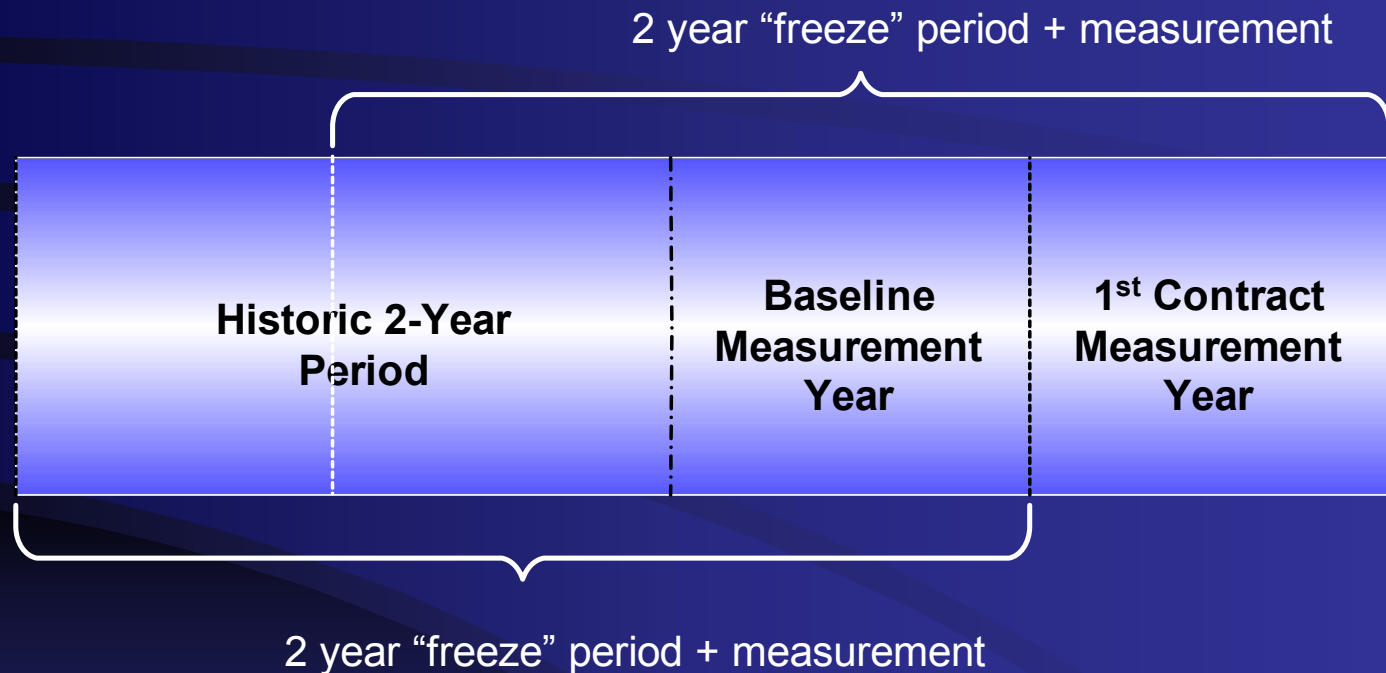 2 year “freeze” period + measurement
Historic 2-Year
Period
Baseline
Measurement
Year
1st Contract
Measurement
Year
2 year “freeze” period + measurement